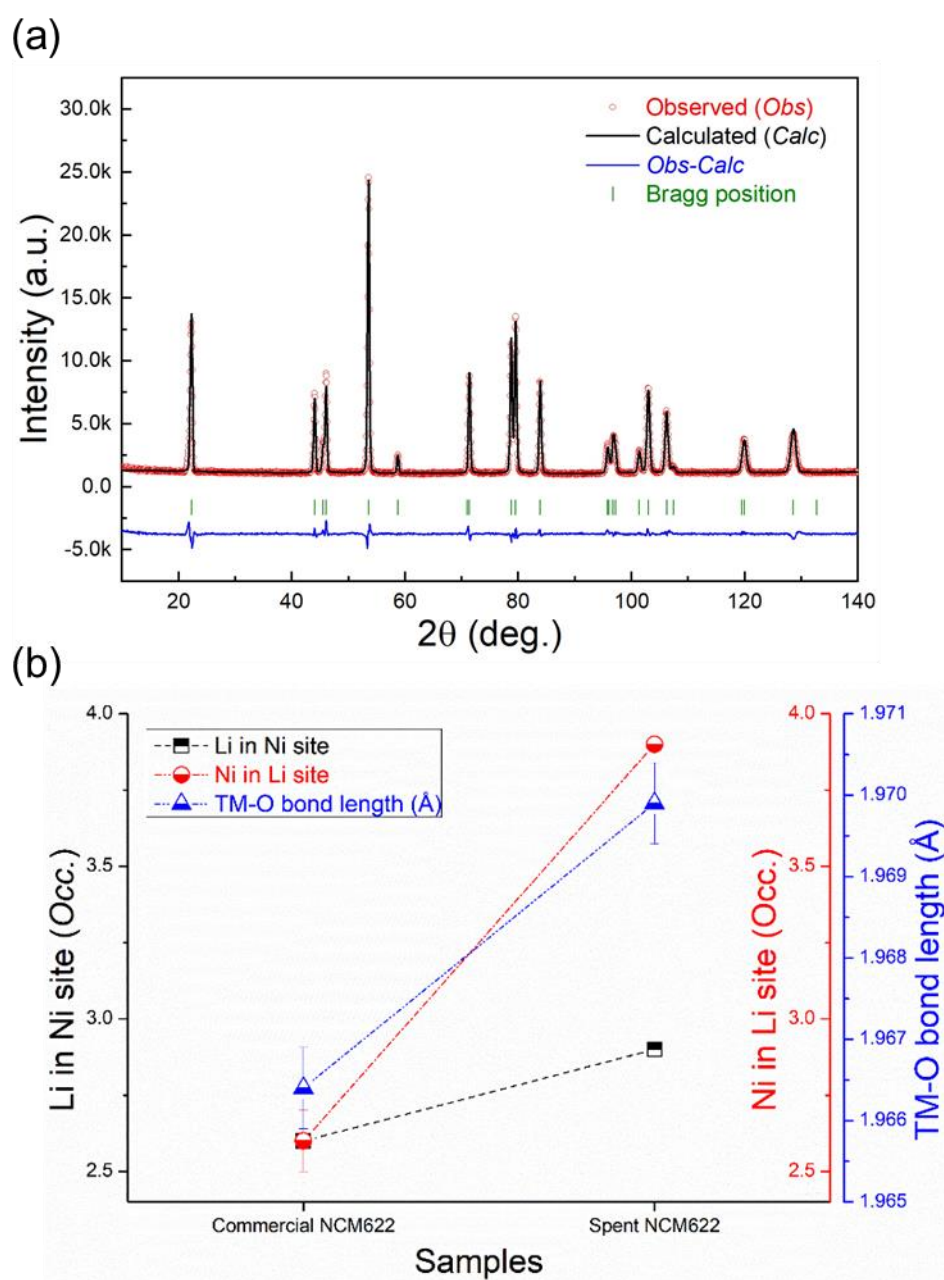 (a)
30.0k
25.0k
20.0k
15.0k
10.0k
5.0k
0.0
-5.0k
Intensity (a.u.)
Observed (Obs)
Calculated (Calc)
Obs-Calc
Bragg position
20 40 60 80 100 120 140
2θ (deg.)
(b)
4.0
3.5
3.0
2.5
Li in Ni site (Occ.)
Li in Ni site
Ni in Li site
TM-O bond length (Å)
4.0
3.5
3.0
2.5
Ni in Li site (Occ.)
1.971
1.970
1.969
1.968
1.967
1.966
1.965
TM-O bond length (Å)
Commercial NCM622 Spent NCM622
Samples